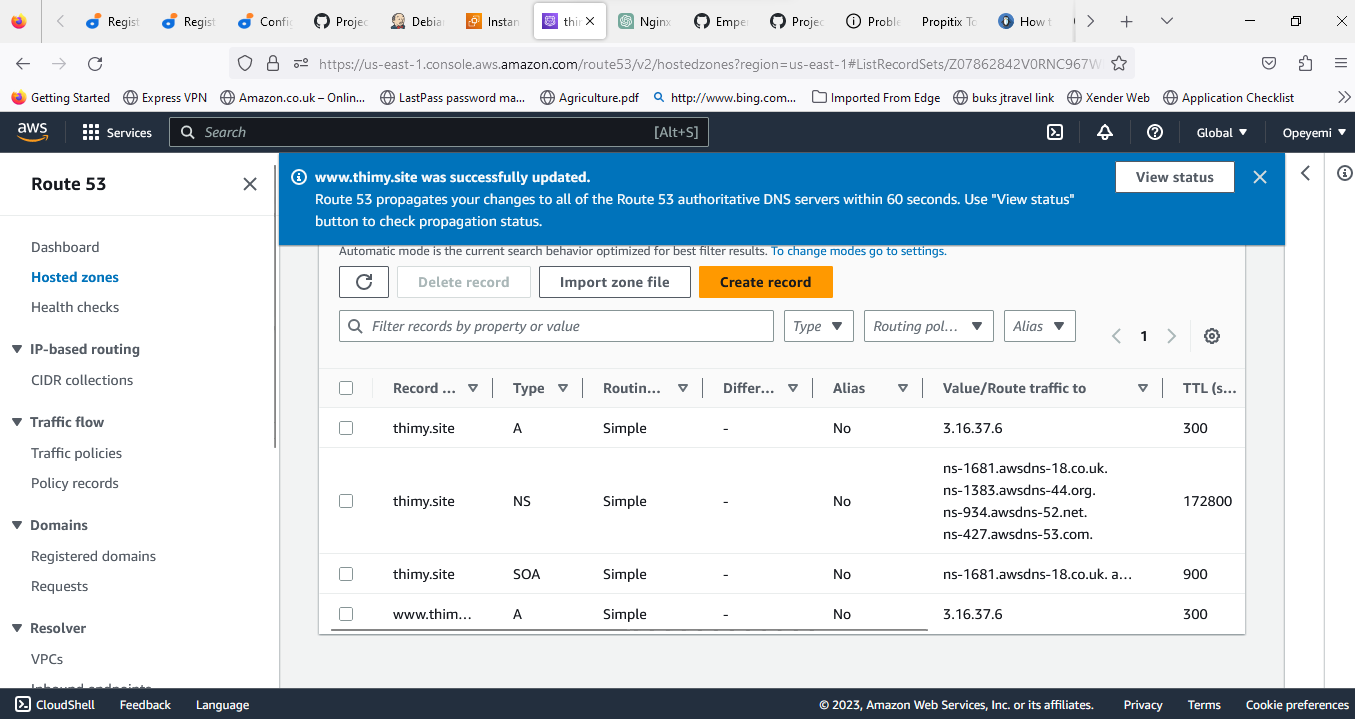 Regist
Regist
Config
Projec
Debian
Instan
thi
Nginx
Empe
Projec
Proble
Propitix To
How t
https://us-east-1.console.aws.amazon.com/route53/v2/hostedzones?region=us-east-1#ListRecordSets/Z07862842V0RNC967W
Getting Started
Express VPN
Amazon.co.uk – Onlin...
LastPass password ma...
Agriculture.pdf
http://www.bing.com...
Imported From Edge
buks jtravel link
Xender Web
Application Checklist
aws
Services
Search
[Alt+S]
Global
Opeyemi
Route 53
Dashboard
Hosted zones
Health checks
IP-based routing
CIDR collections
Traffic flow
Traffic policies
Policy records
Domains
Registered domains
Requests
Resolver
VPCs
Inbound endpoints
www.thimy.site was successfully updated.
Route 53 propagates your changes to all of the Route 53 authoritative DNS servers within 60 seconds. Use "View status"
button to check propagation status.
View status
Automatic mode is the current search behavior optimized for best filter results. To change modes go to settings.
Delete record
Import zone file
Create record
Filter records by property or value
Type
Routing pol...
Alias
1
Record ... Type Routin... Differ... Alias Value/Route traffic to TTL (s...
thimy.site A Simple - No 3.16.37.6 300
thimy.site NS Simple - No ns-1681.awsdns-18.co.uk. 172800
ns-1383.awsdns-44.org.
ns-934.awsdns-52.net.
ns-427.awsdns-53.com.
thimy.site SOA Simple - No ns-1681.awsdns-18.co.uk. a... 900
www.thim... A Simple - No 3.16.37.6 300
CloudShell
Feedback
Language
© 2023, Amazon Web Services, Inc. or its affiliates.
Privacy
Terms
Cookie preferences